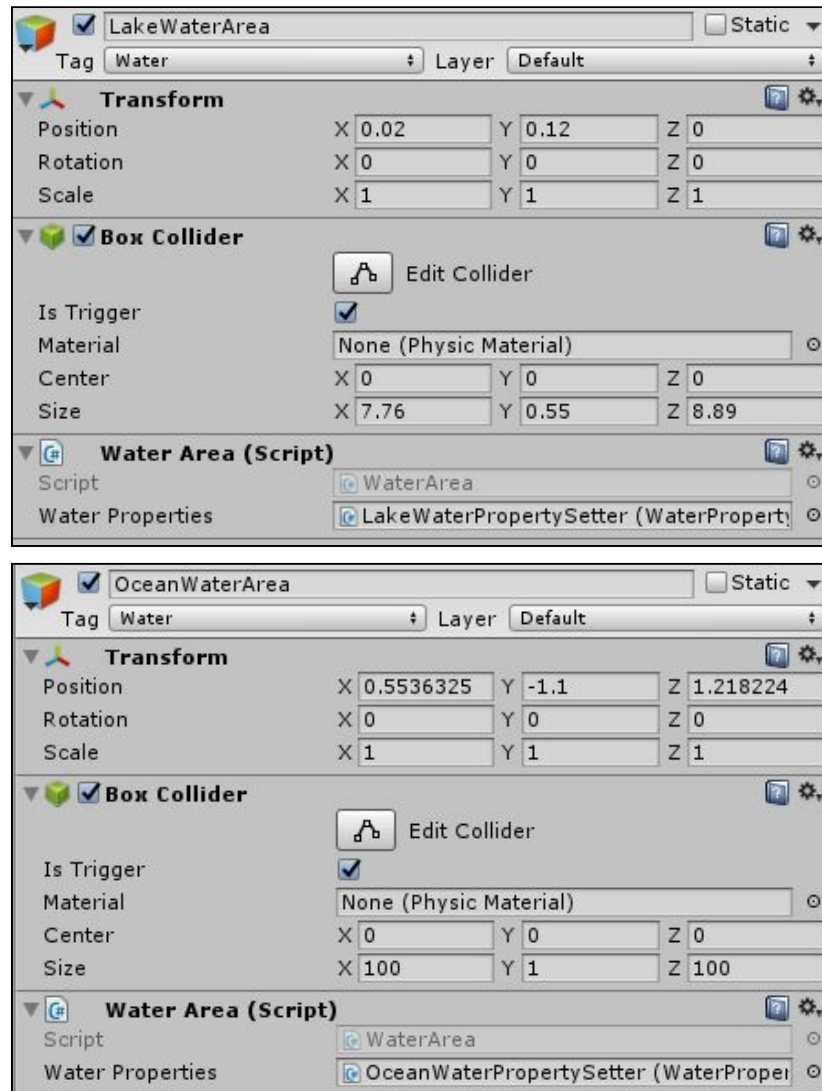 LakeWaterArea Static
Tag Water Layer Default
Transform
Position X 0.02 Y 0.12 Z 0
Rotation X 0 Y 0 Z 0
Scale X 1 Y 1 Z 1
Box Collider
Edit Collider
Is Trigger
Material None (Physic Material)
Center X 0 Y 0 Z 0
Size X 7.76 Y 0.55 Z 8.89
Water Area (Script)
Script WaterArea
Water Properties LakeWaterPropertySetter (WaterProperty
OceanWaterArea Static
Tag Water Layer Default
Transform
Position X 0.5536325 Y -1.1 Z 1.218224
Rotation X 0 Y 0 Z 0
Scale X 1 Y 1 Z 1
Box Collider
Edit Collider
Is Trigger
Material None (Physic Material)
Center X 0 Y 0 Z 0
Size X 100 Y 1 Z 100
Water Area (Script)
Script WaterArea
Water Properties OceanWaterPropertySetter (WaterProper